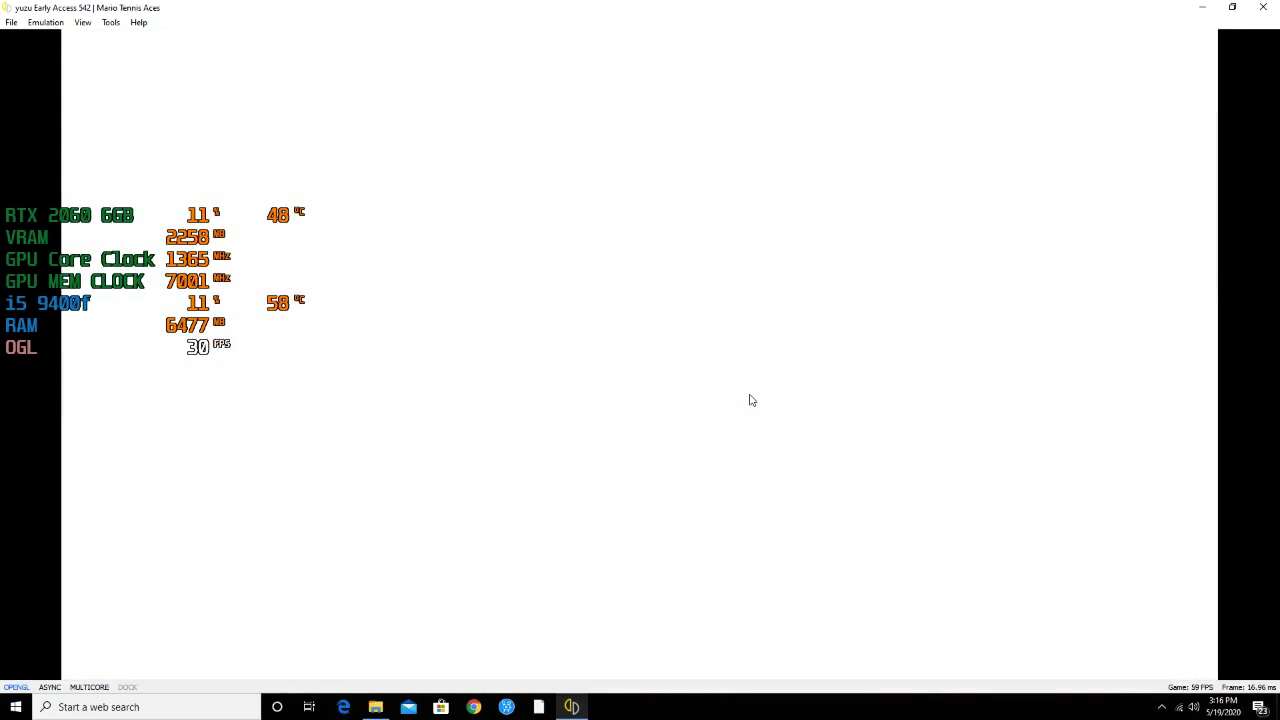 yuzu Early Access 542 | Mario Tennis Aces
File Emulation View Tools Help
RTX 2060 6GB 11 % 48 °C
VRAM 2258 MB
GPU Core Clock 1365 MHz
GPU MEM CLOCK 7001 MHz
i5 9400f 11 % 58 °C
RAM 6477 MB
OGL 30 FPS
OPENGL ASYNC MULTICORE DOCK Game: 59 FPS Frame: 16.96 ms
Start a web search
3:16 PM
5/19/2020
23